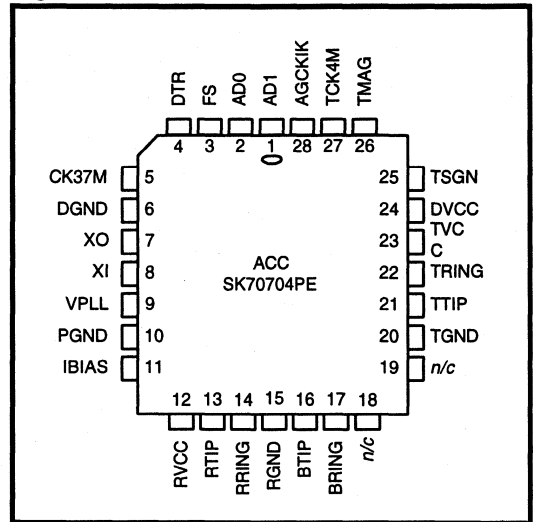 DTR FS AD0 AD1 AGCKIK TCK4M TMAG
4 3 2 1 28 27 26
CK37M 5
DGND 6
XO 7
XI 8
VPLL 9
PGND 10
IBIAS 11
ACC
SK70704PE
25 TSGN
24 DVCC
23 TVC
C
22 TRING
21 TTIP
20 TGND
19 n/c
12 13 14 15 16 17 18
RVCC RTIP RRING RGND BTIP BRING n/c